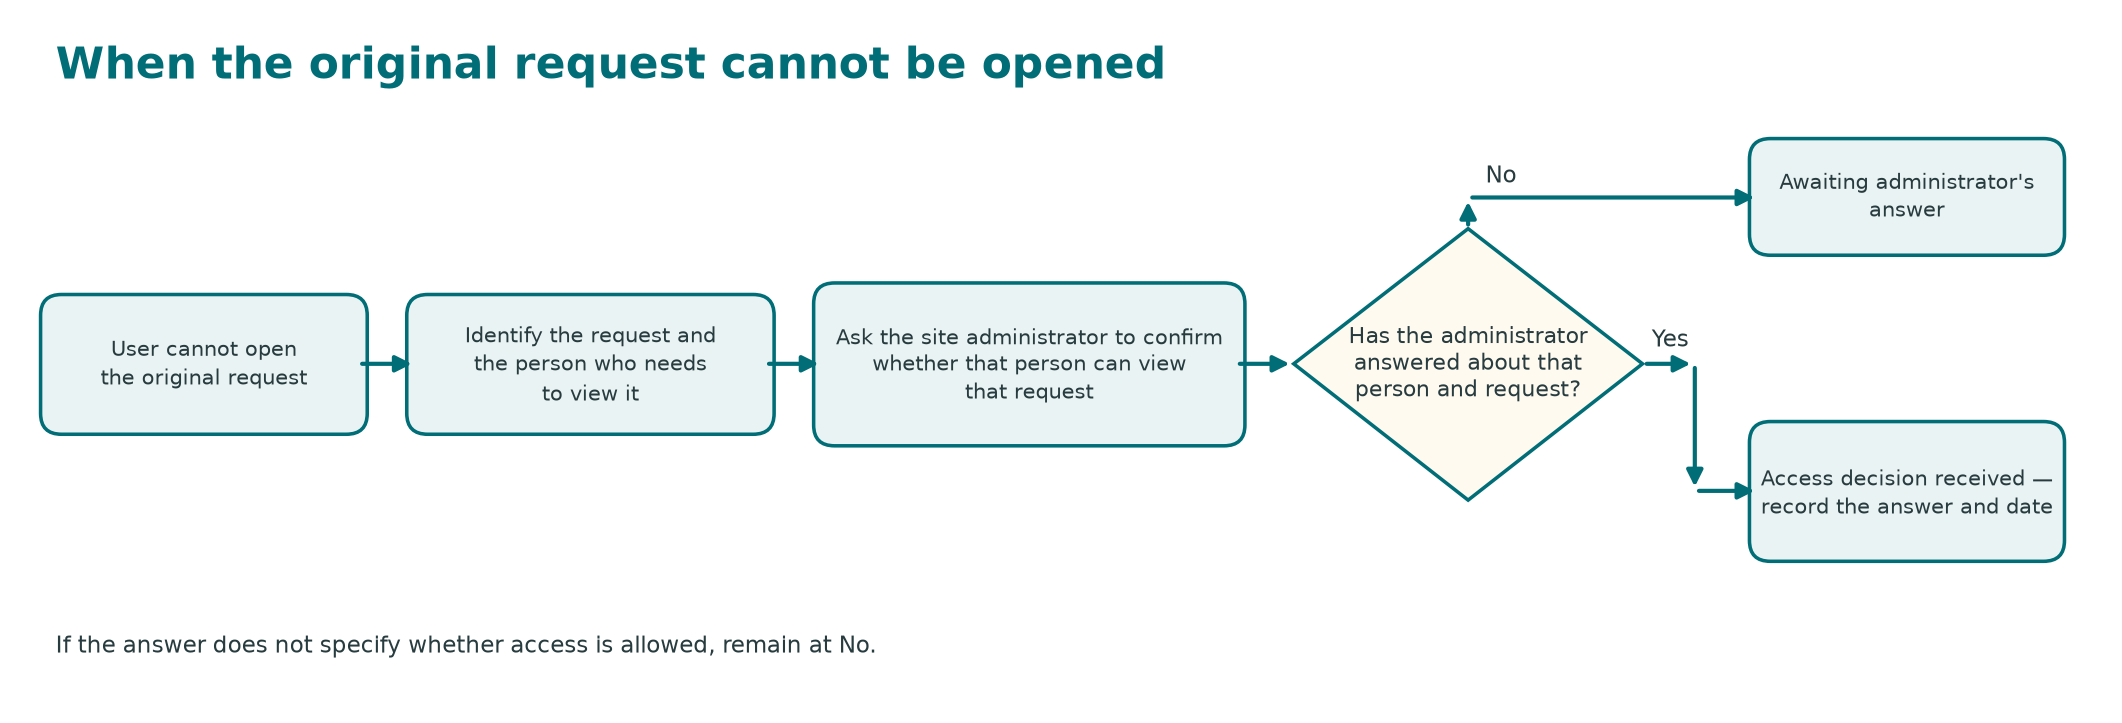 When the original request cannot be opened
User cannot open
the original request
Identify the request and
the person who needs
to view it
Ask the site administrator to confirm
whether that person can view
that request
Has the administrator
answered about that
person and request?
No
Awaiting administrator's
answer
Yes
Access decision received —
record the answer and date
If the answer does not specify whether access is allowed, remain at No.